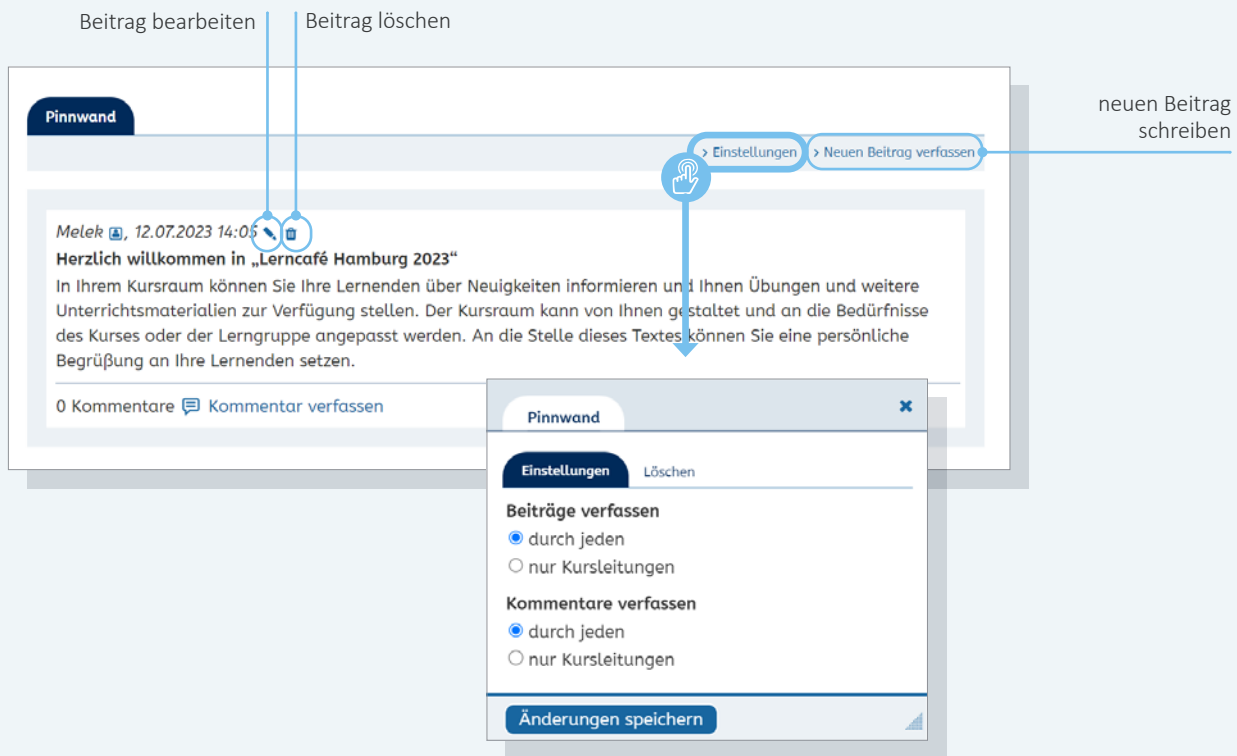 Beitrag bearbeiten
Beitrag löschen
Pinnwand
neuen Beitrag
schreiben
› Einstellungen
› Neuen Beitrag verfassen
Melek , 12.07.2023 14:05
Herzlich willkommen in „Lerncafé Hamburg 2023“
In Ihrem Kursraum können Sie Ihre Lernenden über Neuigkeiten informieren und Ihnen Übungen und weitere
Unterrichtsmaterialien zur Verfügung stellen. Der Kursraum kann von Ihnen gestaltet und an die Bedürfnisse
des Kurses oder der Lerngruppe angepasst werden. An die Stelle dieses Textes können Sie eine persönliche
Begrüßung an Ihre Lernenden setzen.
0 Kommentare Kommentar verfassen
Pinnwand
Einstellungen
Löschen
Beiträge verfassen
durch jeden
nur Kursleitungen
Kommentare verfassen
durch jeden
nur Kursleitungen
Änderungen speichern